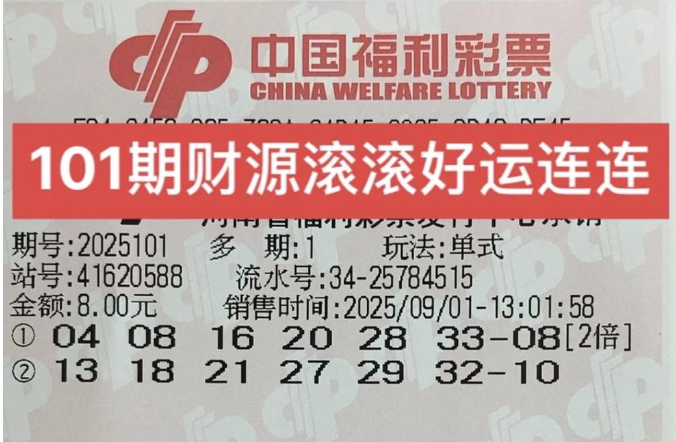 中国福利彩票
CHINA WELFARE LOTTERY
101期财源滚滚好运连连
期号:2025101 多 期:1 玩法:单式
站号:41620588 流水号:34-25784515
金额:8.00元 销售时间:2025/09/01-13:01:58
① 04 08 16 20 28 33-08[2倍]
② 13 18 21 27 29 32-10